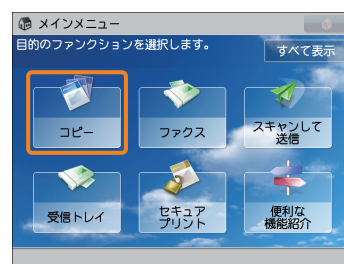 メインメニュー
目的のファンクションを選択します。
すべて表示
コピー
ファクス
スキャンして
送信
受信トレイ
セキュア
プリント
便利な
機能紹介